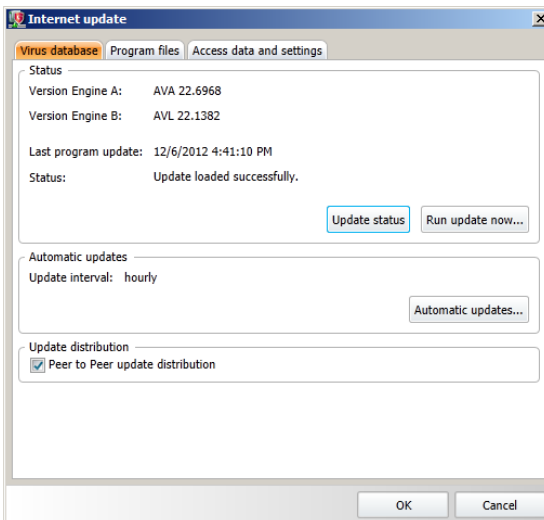 Internet update
Virus database Program files Access data and settings
Status
Version Engine A: AVA 22.6968
Version Engine B: AVL 22.1382
Last program update: 12/6/2012 4:41:10 PM
Status: Update loaded successfully.
Update status Run update now...
Automatic updates
Update interval: hourly
Automatic updates...
Update distribution
Peer to Peer update distribution
OK Cancel